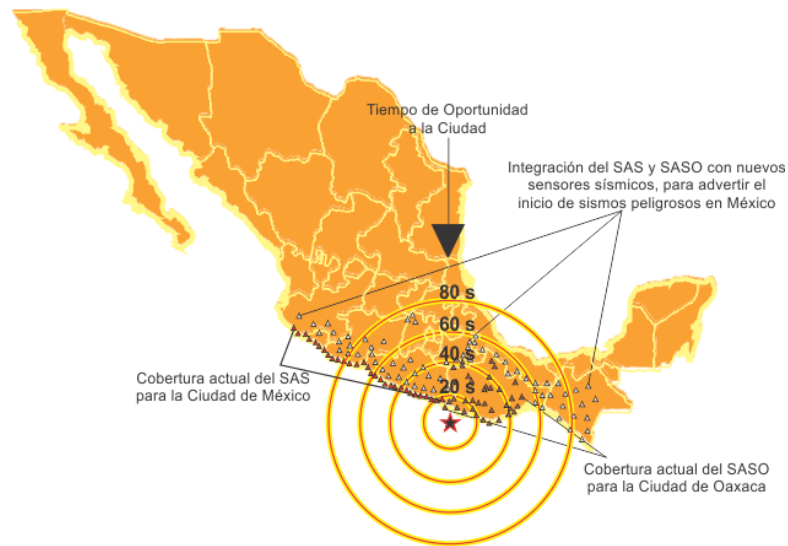 Tiempo de Oportunidad
a la Ciudad
Integración del SAS y SASO con nuevos
sensores sísmicos, para advertir el
inicio de sismos peligrosos en México
80 s
60 s
40 s
20 s
Cobertura actual del SAS
para la Ciudad de México
Cobertura actual del SASO
para la Ciudad de Oaxaca